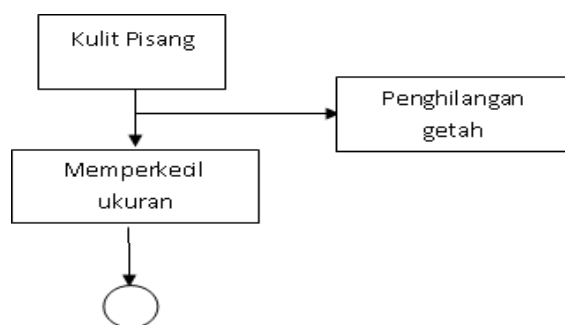 Kulit Pisang
Penghilangan
getah
Memperkecil
ukuran